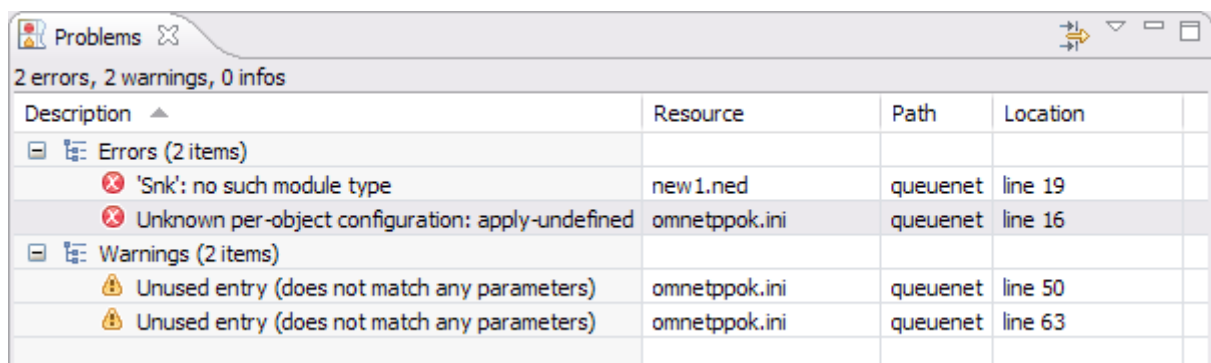 Problems
2 errors, 2 warnings, 0 infos
Description Resource Path Location
Errors (2 items)
'Snk': no such module type new1.ned queuenet line 19
Unknown per-object configuration: apply-undefined omnetppok.ini queuenet line 16
Warnings (2 items)
Unused entry (does not match any parameters) omnetppok.ini queuenet line 50
Unused entry (does not match any parameters) omnetppok.ini queuenet line 63